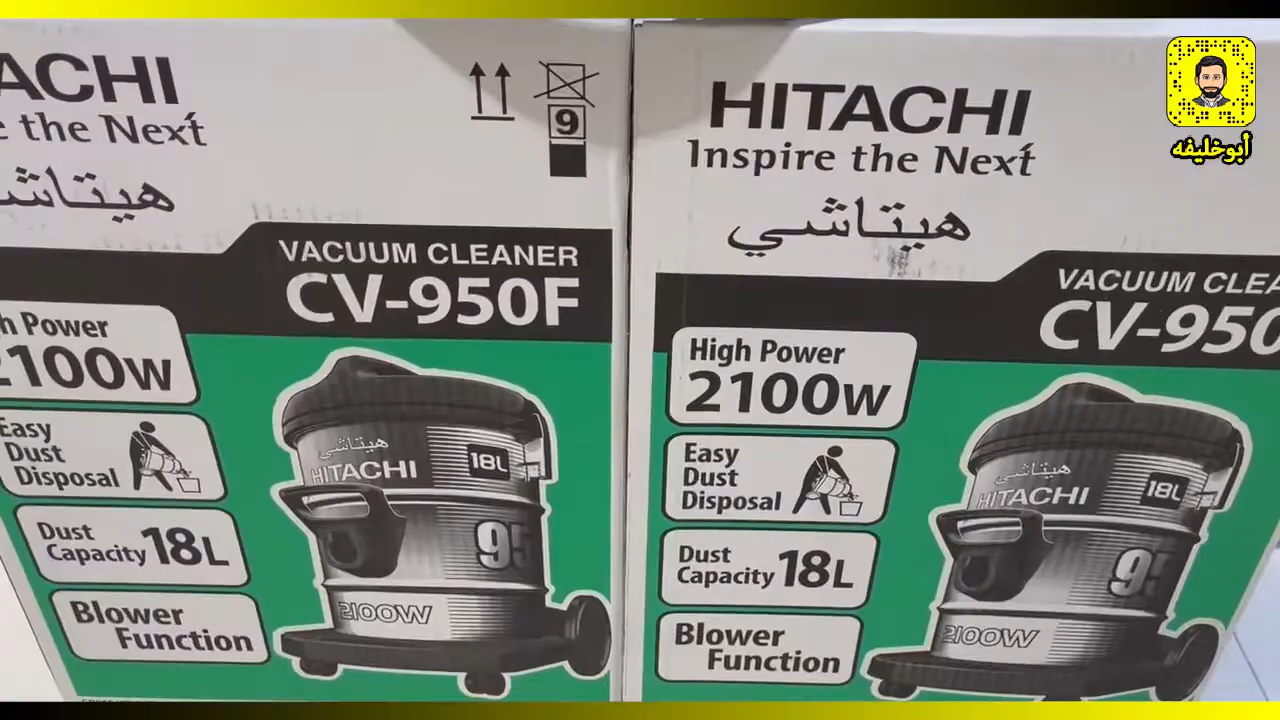 ACHI
e the Next
هيتاشي
9
VACUUM CLEANER
CV-950F
h Power
2100W
Easy
Dust
Disposal
Dust
Capacity 18L
Blower
Function
هيتاشي
HITACHI
18L
95
2100W
HITACHI
Inspire the Next
هيتاشي
VACUUM CLEA
CV-950
High Power
2100W
Easy
Dust
Disposal
Dust
Capacity 18L
Blower
Function
هيتاشي
HITACHI
18L
95
2100W
أبوخليفه